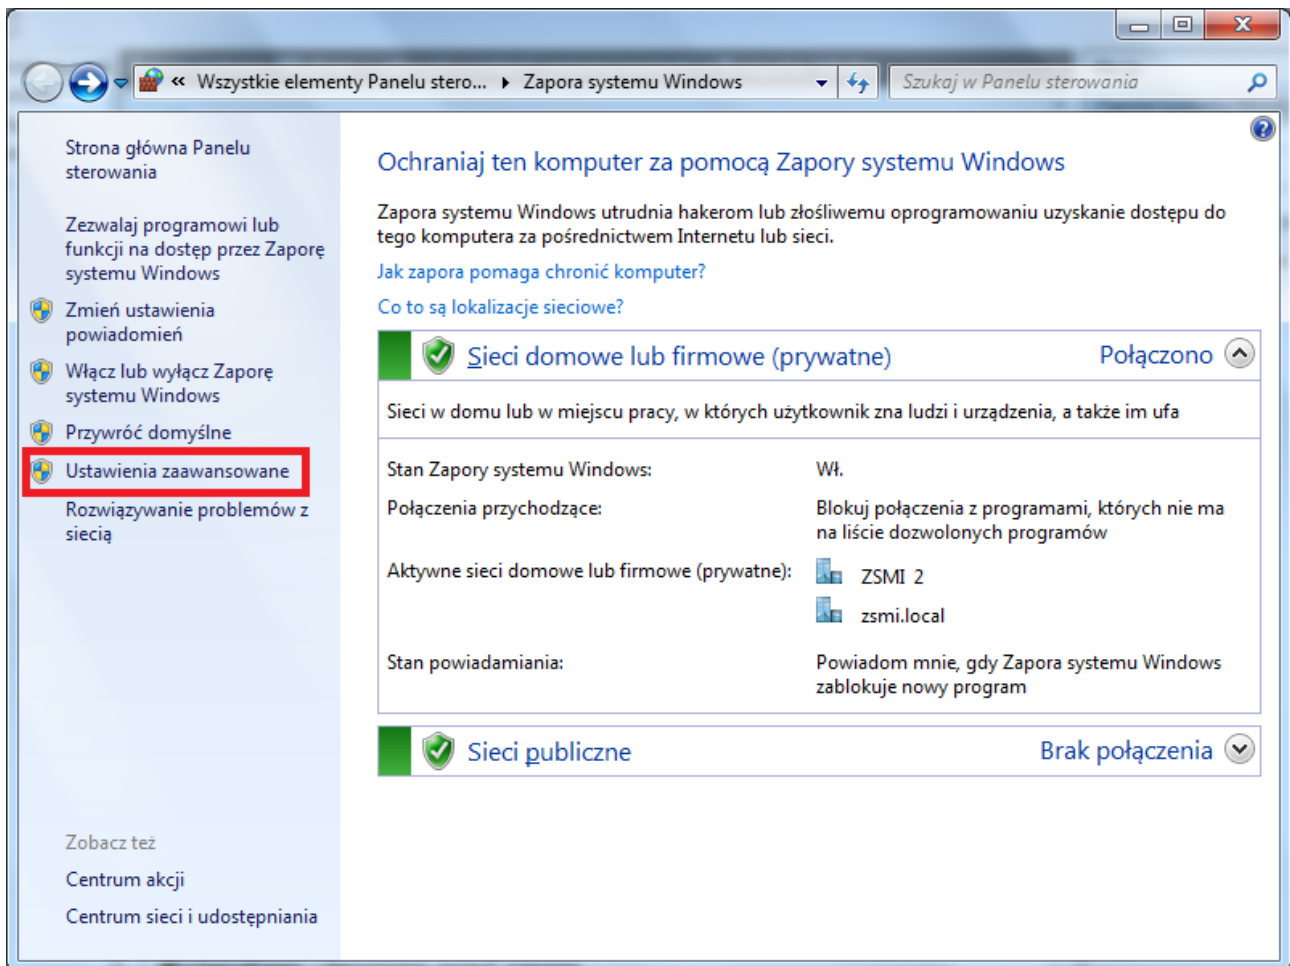 « Wszystkie elementy Panelu stero... ▸ Zapora systemu Windows
Szukaj w Panelu sterowania
Strona główna Panelu
sterowania
Zezwalaj programowi lub
funkcji na dostęp przez Zaporę
systemu Windows
Zmień ustawienia
powiadomień
Włącz lub wyłącz Zaporę
systemu Windows
Przywróć domyślne
Ustawienia zaawansowane
Rozwiązywanie problemów z
siecią
Zobacz też
Centrum akcji
Centrum sieci i udostępniania
Ochraniaj ten komputer za pomocą Zapory systemu Windows
Zapora systemu Windows utrudnia hakerom lub złośliwemu oprogramowaniu uzyskanie dostępu do
tego komputera za pośrednictwem Internetu lub sieci.
Jak zapora pomaga chronić komputer?
Co to są lokalizacje sieciowe?
Sieci domowe lub firmowe (prywatne) Połączono
Sieci w domu lub w miejscu pracy, w których użytkownik zna ludzi i urządzenia, a także im ufa
Stan Zapory systemu Windows: Wł.
Połączenia przychodzące: Blokuj połączenia z programami, których nie ma
na liście dozwolonych programów
Aktywne sieci domowe lub firmowe (prywatne): ZSMI 2
zsmi.local
Stan powiadamiania: Powiadom mnie, gdy Zapora systemu Windows
zablokuje nowy program
Sieci publiczne Brak połączenia